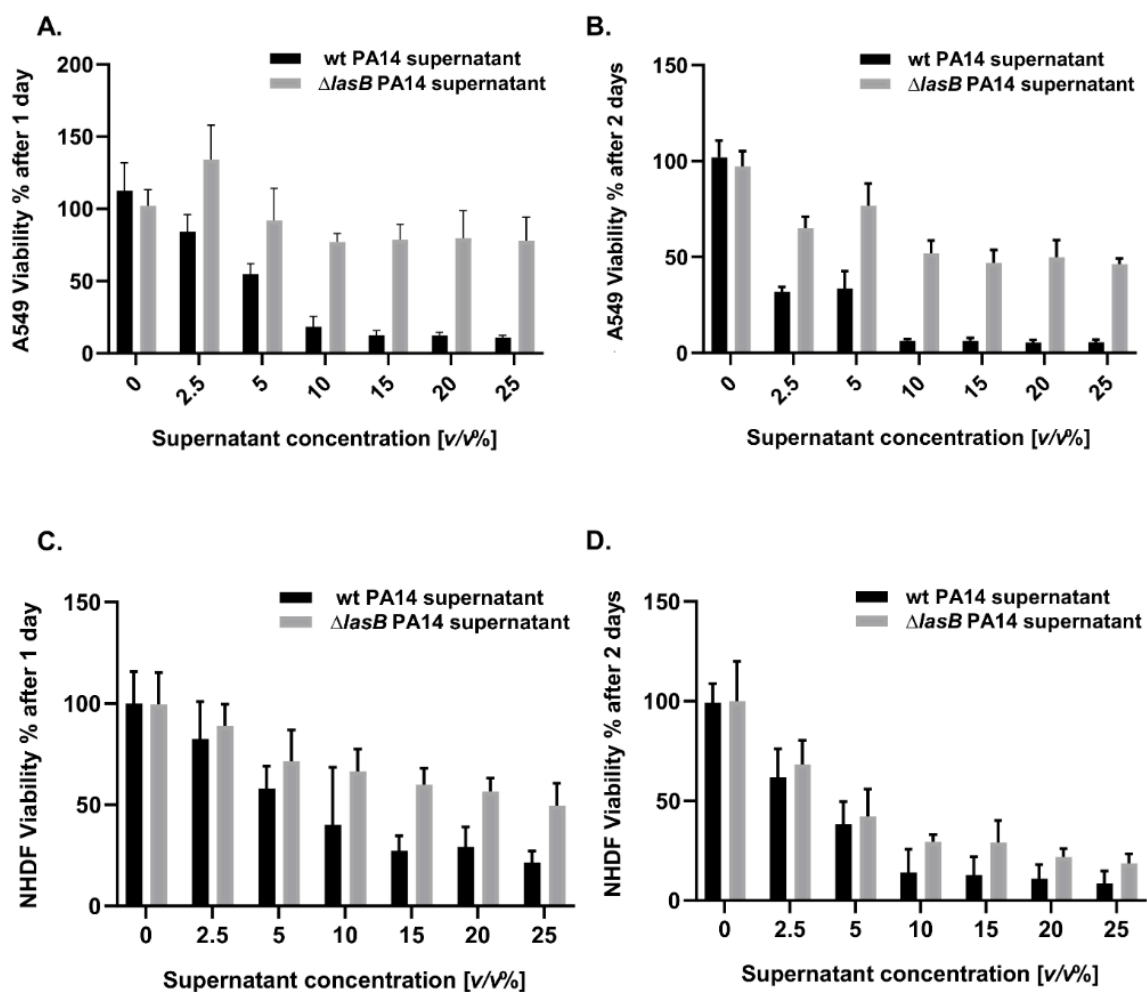 A.
wt PA14 supernatant
ΔlasB PA14 supernatant
A549 Viability % after 1 day
200
150
100
50
0
0 2.5 5 10 15 20 25
Supernatant concentration [v/v%]
B.
wt PA14 supernatant
ΔlasB PA14 supernatant
A549 Viability % after 2 days
150
100
50
0
0 2.5 5 10 15 20 25
Supernatant concentration [v/v%]
C.
wt PA14 supernatant
ΔlasB PA14 supernatant
NHDF Viability % after 1 day
150
100
50
0
0 2.5 5 10 15 20 25
Supernatant concentration [v/v%]
D.
wt PA14 supernatant
ΔlasB PA14 supernatant
NHDF Viability % after 2 days
150
100
50
0
0 2.5 5 10 15 20 25
Supernatant concentration [v/v%]